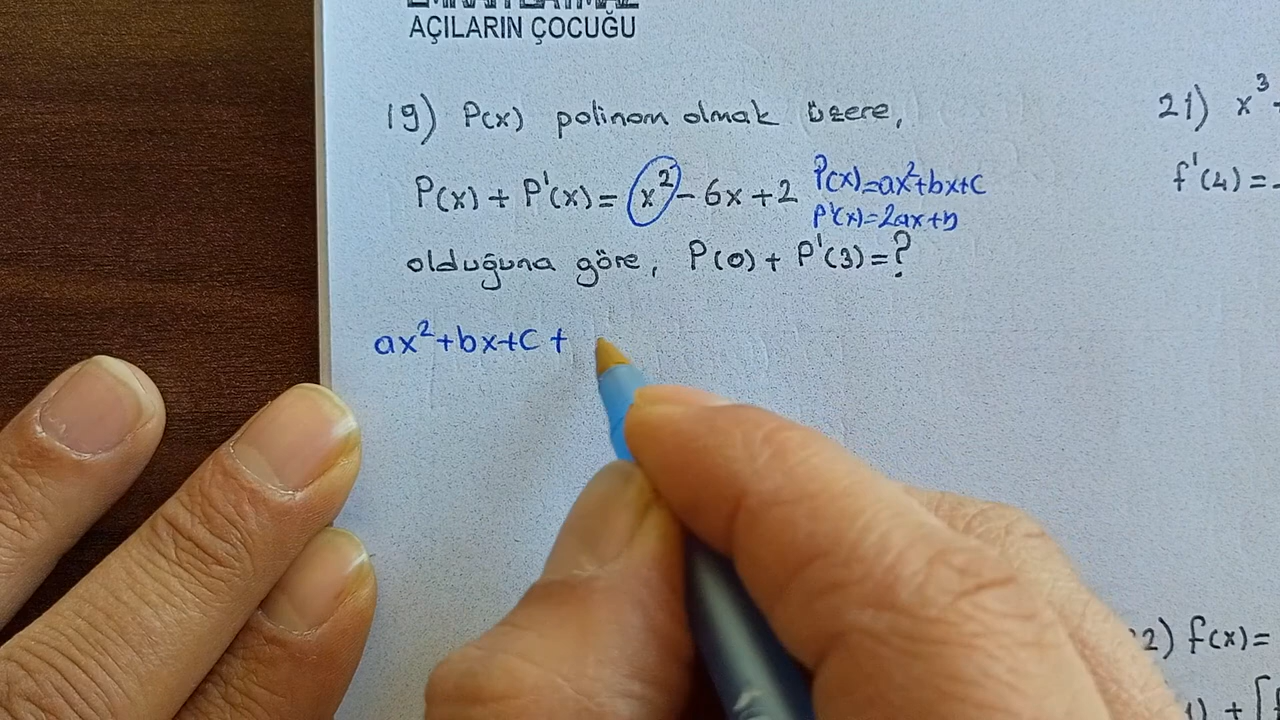 AÇILARIN ÇOCUĞU
19) P(x) polinom olmak üzere,
P(x) + P'(x) = x² - 6x + 2
P(x)=ax²+bx+c
P'(x)=2ax+b
olduğuna göre, P(0) + P'(3) = ?
ax²+bx+c +
21) x³
f'(4) =
2) f(x)=